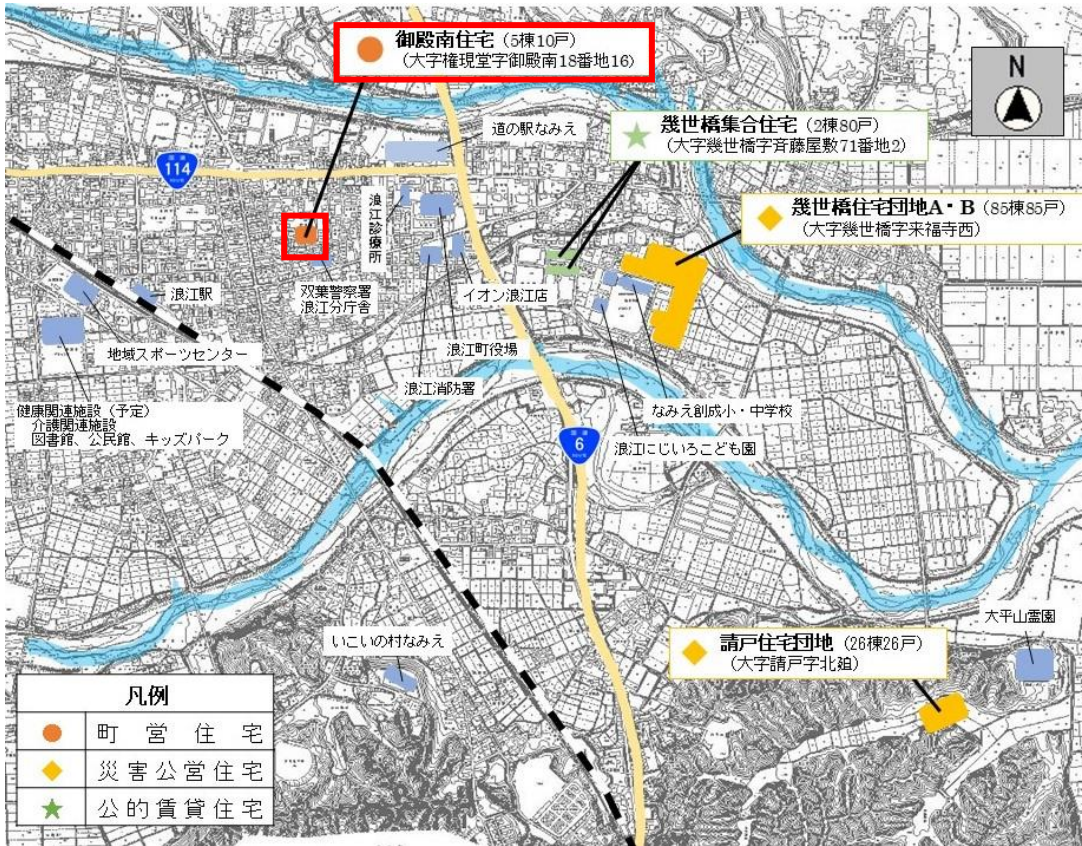 御殿南住宅（5棟10戸）
（大字権現堂字御殿南18番地16）
N
道の駅なみえ
幾世橋集合住宅（2棟80戸）
（大字幾世橋字斉藤屋敷71番地2）
国道
114
ROUTE
浪江診療所
幾世橋住宅団地A・B（85棟85戸）
（大字幾世橋字来福寺西）
浪江駅
双葉警察署
浪江分庁舎
イオン浪江店
地域スポーツセンター
浪江町役場
浪江消防署
健康関連施設（予定）
介護関連施設
図書館、公民館、キッズパーク
なみえ創成小・中学校
国道
6
ROUTE
浪江にじいろこども園
大平山霊園
いこいの村なみえ
請戸住宅団地（26棟26戸）
（大字請戸字北迫）
凡例
町営住宅
災害公営住宅
公的賃貸住宅